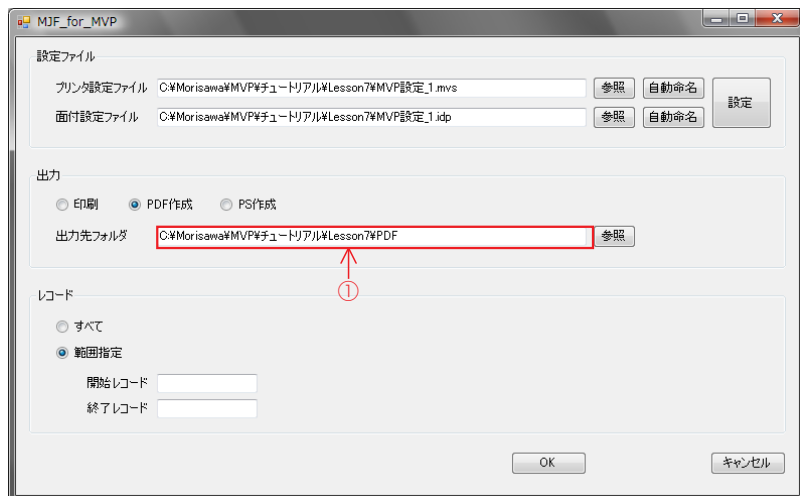 MJF_for_MVP
設定ファイル
プリンタ設定ファイル C:¥Morisawa¥MVP¥チュートリアル¥Lesson7¥MVP設定_1.mvs 参照 自動命名
設定
面付設定ファイル C:¥Morisawa¥MVP¥チュートリアル¥Lesson7¥MVP設定_1.idp 参照 自動命名
出力
印刷 PDF作成 PS作成
出力先フォルダ C:¥Morisawa¥MVP¥チュートリアル¥Lesson7¥PDF 参照
①
レコード
すべて
範囲指定
開始レコード
終了レコード
OK キャンセル